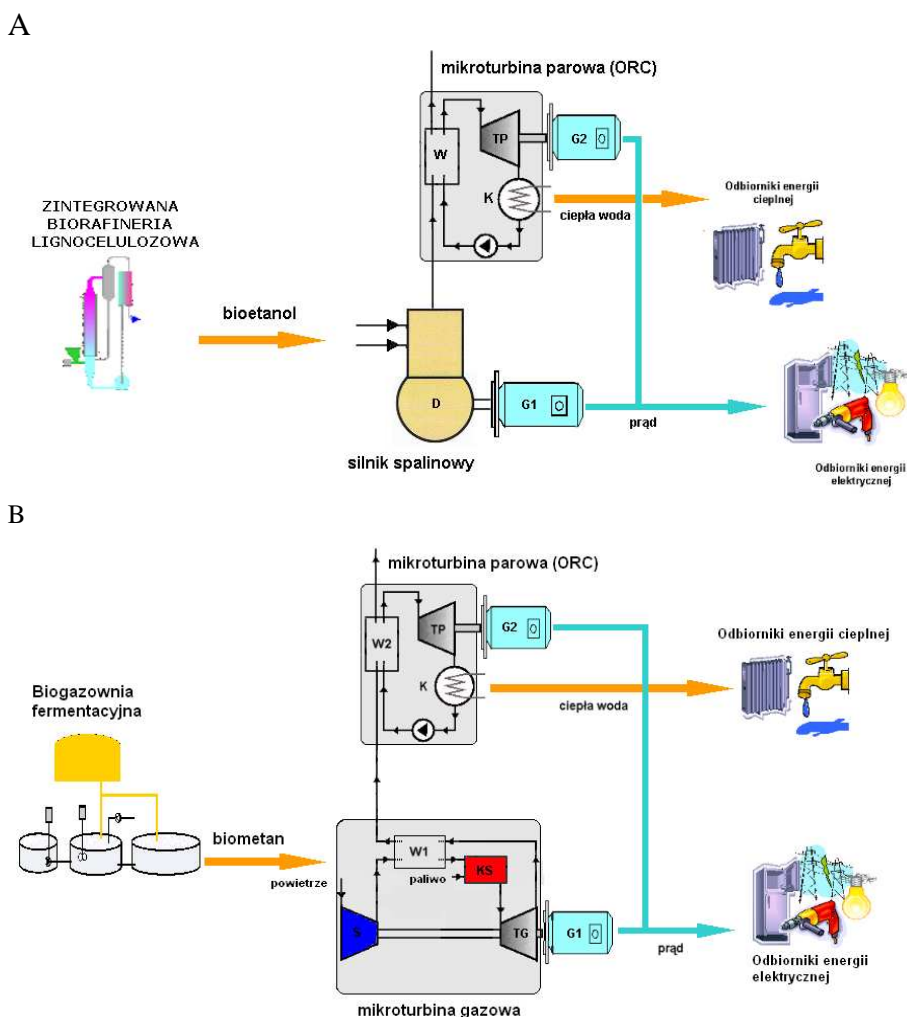 A
mikroturbina parowa (ORC)
TP
G2
W
K
ciepła woda
Odbiorniki energii
cieplnej
ZINTEGROWANA
BIORAFINERIA
LIGNOCELULOZOWA
bioetanol
D
G1
prąd
silnik spalinowy
Odbiorniki energii
elektrycznej
B
mikroturbina parowa (ORC)
TP
G2
W2
K
ciepła woda
Odbiorniki energii cieplnej
Biogazownia
fermentacyjna
biometan
powietrze
W1
paliwo
KS
S
TG
G1
prąd
Odbiorniki energii
elektrycznej
mikroturbina gazowa